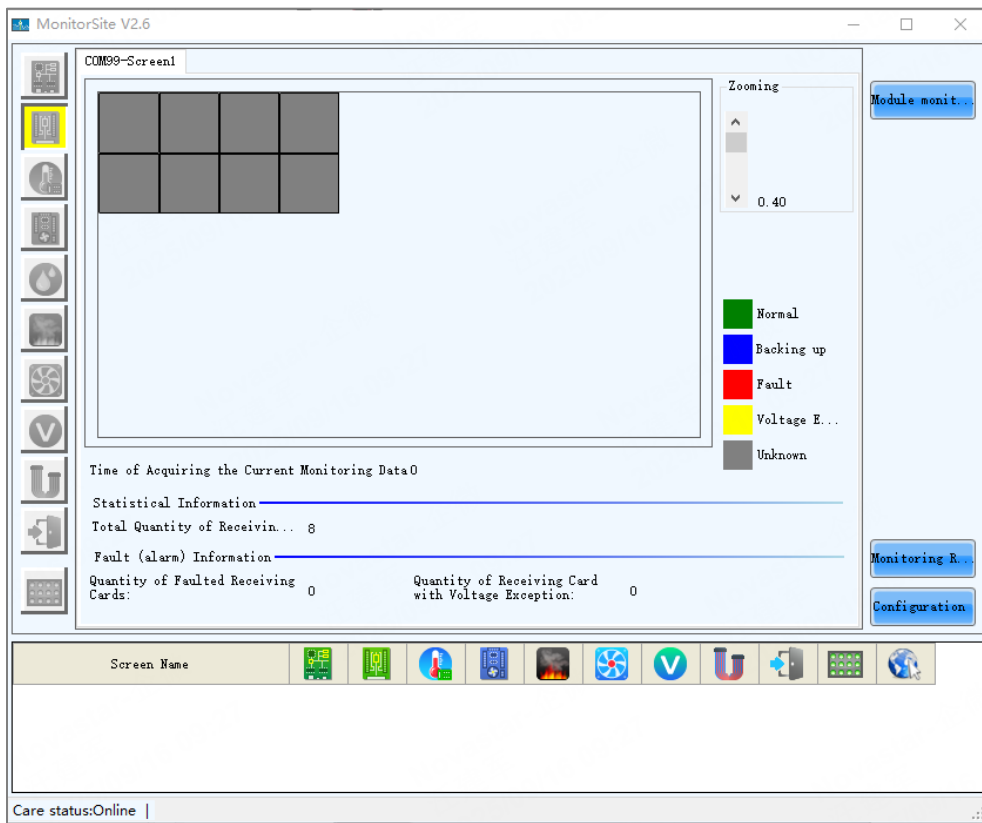 MonitorSite V2.6
COM99-Screen1
Zooming
Module monit...
0.40
Normal
Backing up
Fault
Voltage E...
Unknown
Time of Acquiring the Current Monitoring Data0
Statistical Information
Total Quantity of Receivin... 8
Fault (alarm) Information
Monitoring R...
Quantity of Faulted Receiving
Cards: 0
Quantity of Receiving Card
with Voltage Exception: 0
Configuration
Screen Name
V
Care status:Online |